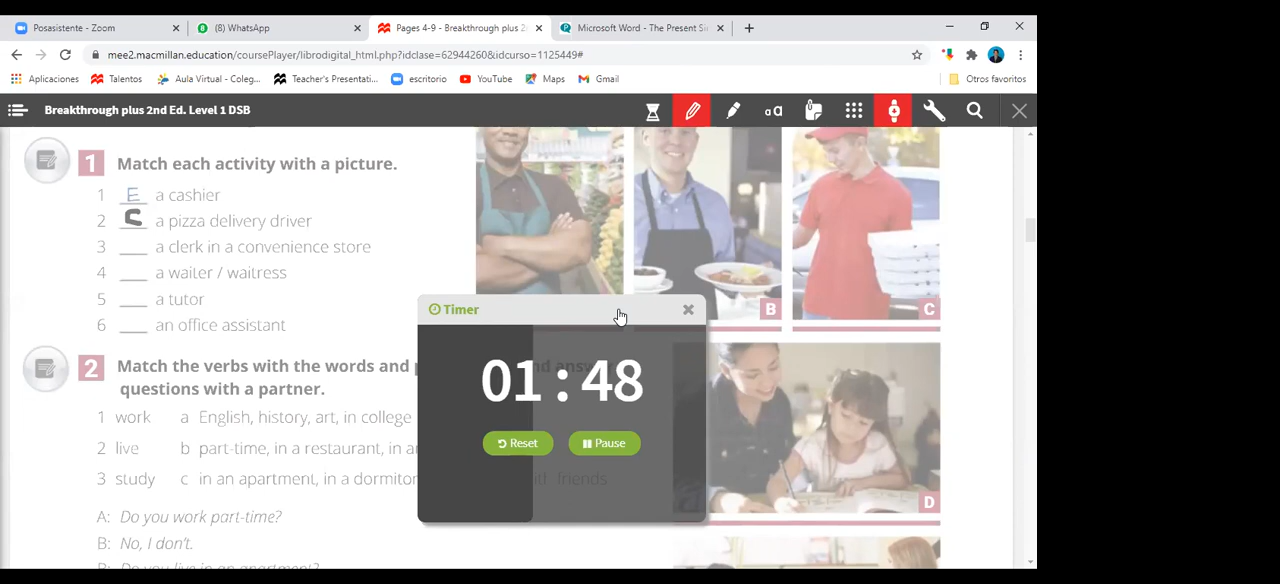 Posasistente - Zoom
(8) WhatsApp
Pages 4-9 - Breakthrough plus 2
Microsoft Word - The Present Si
mee2.macmillan.education/coursePlayer/librodigital_html.php?idclase=62944260&idcurso=1125449#
Aplicaciones
Talentos
Aula Virtual - Coleg...
Teacher's Presentati...
escritorio
YouTube
Maps
Gmail
Otros favoritos
Breakthrough plus 2nd Ed. Level 1 DSB
aα
1 Match each activity with a picture.
1 E a cashier
2 C a pizza delivery driver
3 ___ a clerk in a convenience store
4 ___ a waiter / waitress
5 ___ a tutor
6 ___ an office assistant
B
C
Timer
01 : 48
Reset
Pause
2 Match the verbs with the words and
questions with a partner.
1 work a English, history, art, in college
2 live b part-time, in a restaurant, in a
3 study c in an apartment, in a dormitor friends
A: Do you work part-time?
B: No, I don't.
D